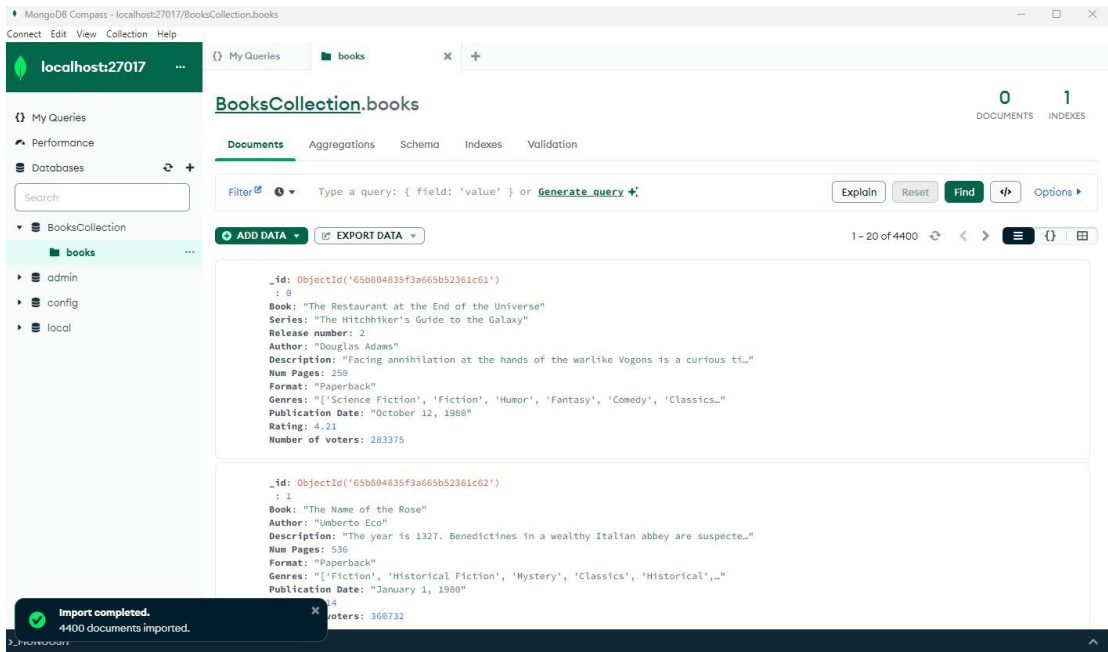 MongoDB Compass - localhost:27017/BooksCollection.books
Connect Edit View Collection Help
localhost:27017 ...
{} My Queries
books
{} My Queries
Performance
Databases
Search
BooksCollection
books ...
admin
config
local
BooksCollection.books
0 DOCUMENTS
1 INDEXES
Documents Aggregations Schema Indexes Validation
Filter Type a query: { field: 'value' } or Generate query Explain Reset Find </> Options
ADD DATA EXPORT DATA 1 – 20 of 4400 {}
_id: ObjectId('65b804835f3a665b52361c61')
: 0
Book: "The Restaurant at the End of the Universe"
Series: "The Hitchhiker's Guide to the Galaxy"
Release number: 2
Author: "Douglas Adams"
Description: "Facing annihilation at the hands of the warlike Vogons is a curious ti…"
Num Pages: 250
Format: "Paperback"
Genres: "['Science Fiction', 'Fiction', 'Humor', 'Fantasy', 'Comedy', 'Classics…"
Publication Date: "October 12, 1980"
Rating: 4.21
Number of voters: 283375
_id: ObjectId('65b804835f3a665b52361c62')
: 1
Book: "The Name of the Rose"
Author: "Umberto Eco"
Description: "The year is 1327. Benedictines in a wealthy Italian abbey are suspecte…"
Num Pages: 536
Format: "Paperback"
Genres: "['Fiction', 'Historical Fiction', 'Mystery', 'Classics', 'Historical',…"
Publication Date: "January 1, 1980"
14
voters: 360732
Import completed.
4400 documents imported.
>_MONGOSH